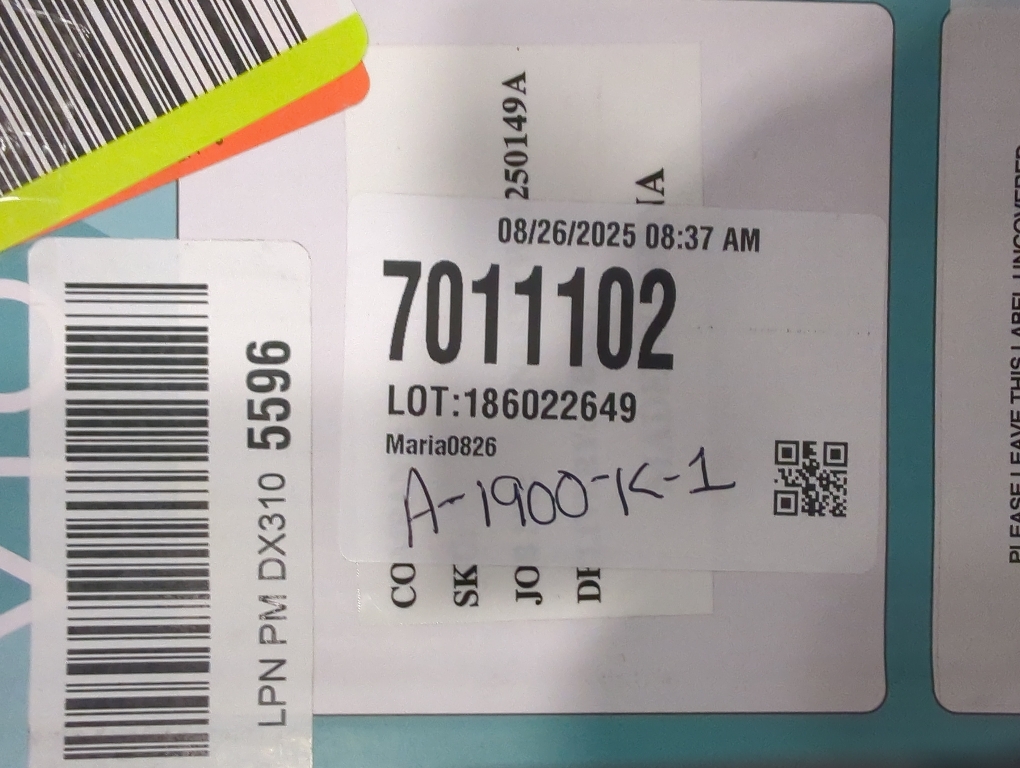 08/26/2025 08:37 AM
7011102
LOT:186022649
Maria0826
A-1900-K-1
LPN PM DX310 5596
250149A
IA
CO
SK
JO
PLEASE LEAVE THIS LABEL UNCOVERED